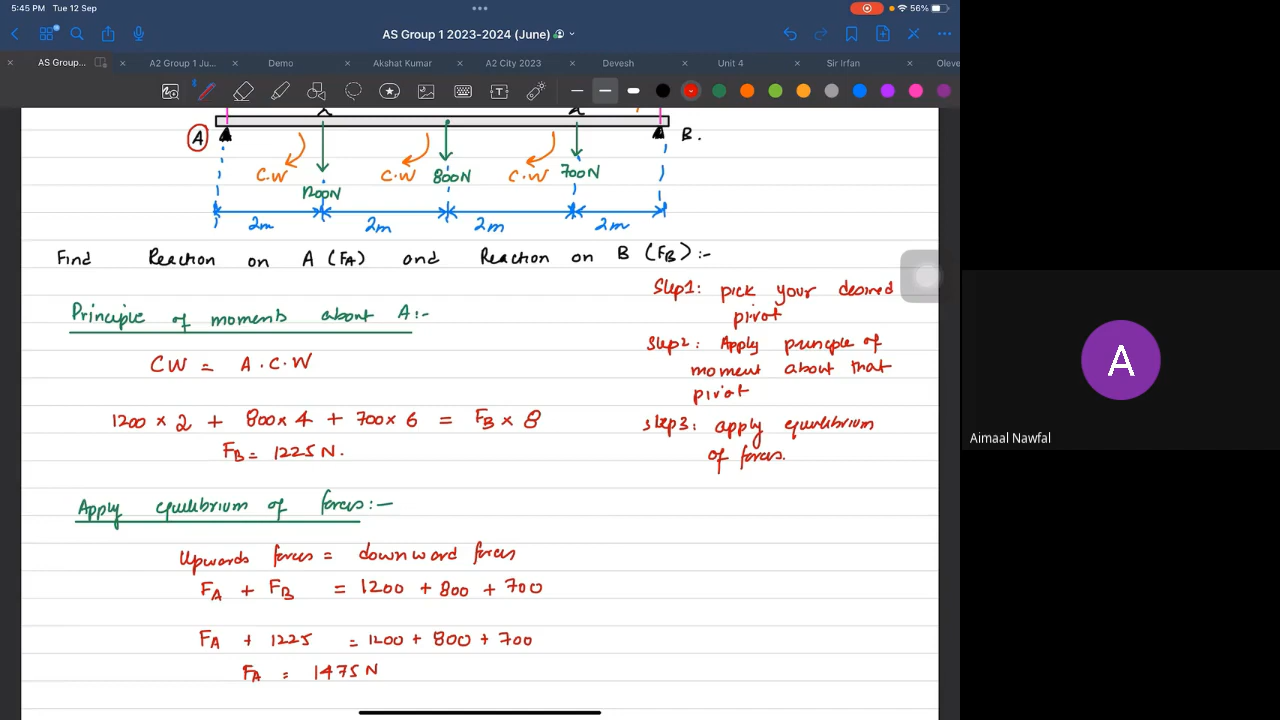 5:45 PM Tue 12 Sep
56%
AS Group 1 2023-2024 (June)
AS Group...
A2 Group 1 Ju...
Demo
Akshat Kumar
A2 City 2023
Devesh
Unit 4
Sir Irfan
Oleve
A
B.
C.W
C.W
C.W
1200N
800N
700N
2m
2m
2m
2m
Find Reaction on A (FA) and Reaction on B (FB) :-
Principle of moments about A:-
CW = A.C.W
1200 × 2 + 800 × 4 + 700 × 6 = FB × 8
FB = 1225 N.
Step1: pick your desired
pivot
Step2: Apply principle of
moment about that
pivot
Step3: apply equilibrium
of forces.
Apply equilibrium of forces:-
Upwards forces = downward forces
FA + FB = 1200 + 800 + 700
FA + 1225 = 1200 + 800 + 700
FA = 1475 N
A
Aimaal Nawfal